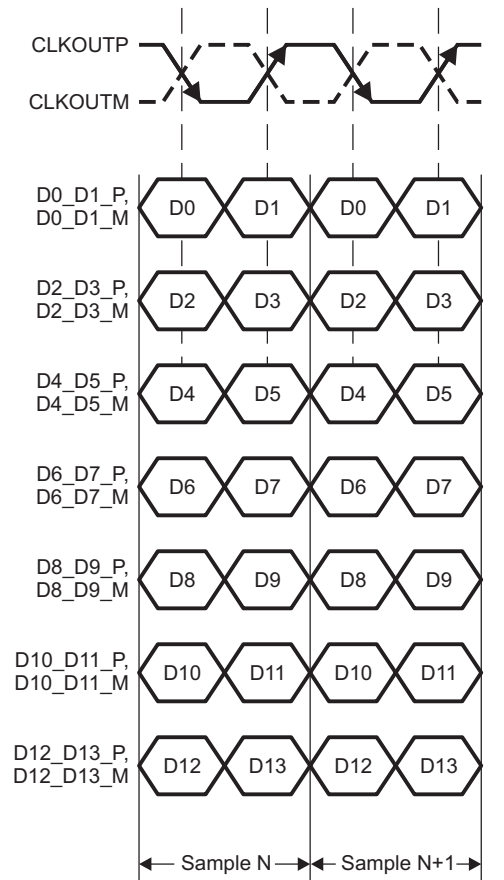 CLKOUTP
CLKOUTM
D0_D1_P,
D0_D1_M
D0 D1 D0 D1
D2_D3_P,
D2_D3_M
D2 D3 D2 D3
D4_D5_P,
D4_D5_M
D4 D5 D4 D5
D6_D7_P,
D6_D7_M
D6 D7 D6 D7
D8_D9_P,
D8_D9_M
D8 D9 D8 D9
D10_D11_P,
D10_D11_M
D10 D11 D10 D11
D12_D13_P,
D12_D13_M
D12 D13 D12 D13
Sample N Sample N+1